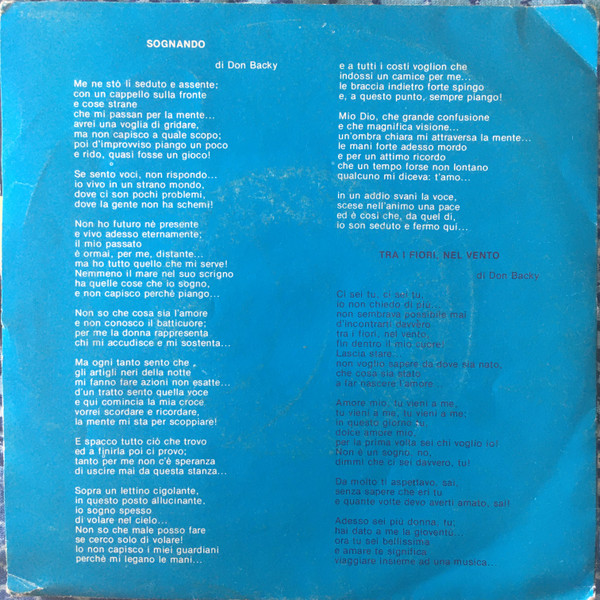 SOGNANDO
di Don Backy
Me ne stò lì seduto e assente;
con un cappello sulla fronte
e cose strane
che mi passan per la mente...
avrei una voglia di gridare,
ma non capisco a quale scopo;
poi d'improvviso piango un poco
e rido, quasi fosse un gioco!
Se sento voci, non rispondo...
Io vivo in un strano mondo,
dove ci son pochi problemi,
dove la gente non ha schemi!
Non ho futuro nè presente
e vivo adesso eternamente;
il mio passato
è ormai, per me, distante...
ma ho tutto quello che mi serve!
Nemmeno il mare nel suo scrigno
ha quelle cose che io sogno,
e non capisco perchè piango...
Non so che cosa sia l'amore
e non conosco il batticuore;
per me la donna rappresenta
chi mi accudisce e mi sostenta...
Ma ogni tanto sento che
gli artigli neri della notte
mi fanno fare azioni non esatte...
d'un tratto sento quella voce
e qui comincia la mia croce
vorrei scordare e ricordare,
la mente mi sta per scoppiare!
E spacco tutto ciò che trovo
ed a finirla poi ci provo;
tanto per me non c'è speranza
di uscire mai da questa stanza...
Sopra un lettino cigolante,
in questo posto allucinante.
io sogno spesso
di volare nel cielo...
Non so che male posso fare
se cerco solo di volare!
Io non capisco i miei guardiani
perchè mi legano le mani...
e a tutti i costi voglion che
indossi un camice per me...
le braccia indietro forte spingo
e, a questo punto, sempre piango!
Mio Dio, che grande confusione
e che magnifica visione...
un'ombra chiara mi attraversa la mente...
le mani forte adesso mordo
e per un attimo ricordo
che un tempo forse non lontano
qualcuno mi diceva: t'amo...
in un addio svanì la voce,
scese nell'animo una pace
ed è così che, da quel dì,
io son seduto e fermo qui...
TRA I FIORI, NEL VENTO
di Don Backy
Ci sei tu, ci sei tu,
io non chiedo di più...
non sembrava possibile mai
d'incontrarti davvero
tra i fiori, nel vento,
fin dentro il mio cuore.
Lascia stare...
non voglio sapere da dove sia nato,
che cosa sia stato
a far nascere l'amore...
Amore mio, tu vieni a me,
tu vieni a me, tu vieni a me;
in questo giorno tu,
dolce amore mio,
per la prima volta sei chi voglio io!
Non è un sogno, no,
dimmi che ci sei davvero, tu!
Da molto ti aspettavo, sai,
senza sapere che eri tu
e quante volte devo averti amato, sai!
Adesso sei più donna, tu,
hai dato a me la gioventù...
ora tu sei bellissima
e amare te significa
viaggiare insieme ad una musica...